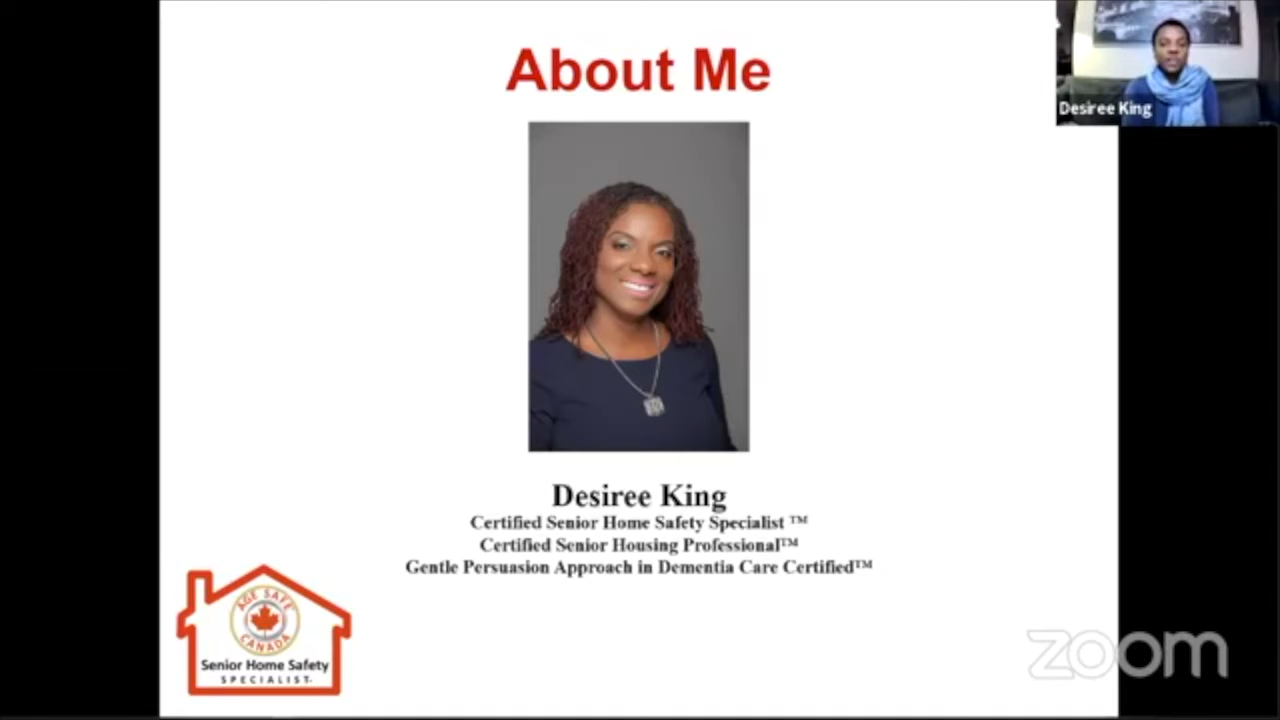 About Me
Desiree King
Desiree King
Certified Senior Home Safety Specialist ™
Certified Senior Housing Professional™
Gentle Persuasion Approach in Dementia Care Certified™
AGE SAFE
CANADA
Senior Home Safety
SPECIALIST
zoom